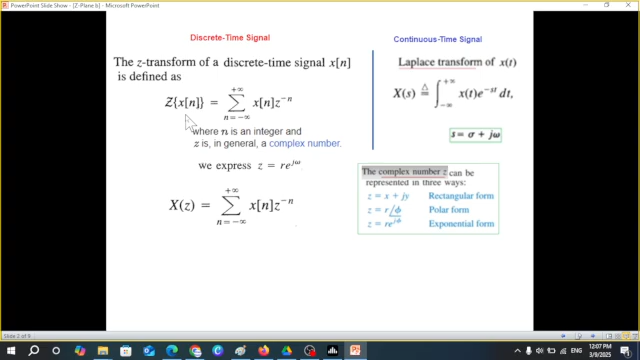 PowerPoint Slide Show - [Z-Plane b] - Microsoft PowerPoint
Discrete-Time Signal
The z-transform of a discrete-time signal x[n]
is defined as
Z{x[n]} = ∑ x[n]z⁻ⁿ
+∞
n = −∞
where n is an integer and
z is, in general, a complex number.
we express z = re^{jω}
X(z) = ∑ x[n]z⁻ⁿ
+∞
n = −∞
Continuous-Time Signal
Laplace transform of x(t)
X(s) ≜ ∫_{−∞}^{+∞} x(t)e^{−st} dt,
s = σ + jω
The complex number z can be
represented in three ways:
z = x + jy Rectangular form
z = r∠ϕ Polar form
z = re^{jϕ} Exponential form
Slide 2 of 9
12:07 PM
3/9/2025